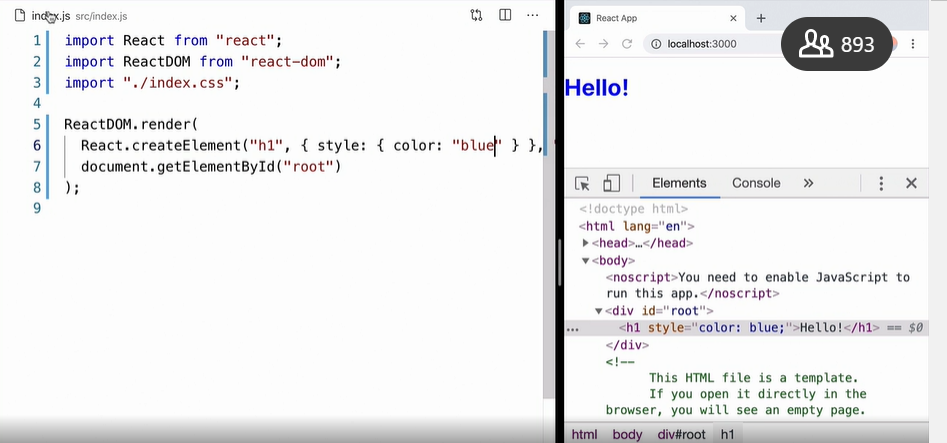 index.js src/index.js
1 import React from "react";
2 import ReactDOM from "react-dom";
3 import "./index.css";
4
5 ReactDOM.render(
6 React.createElement("h1", { style: { color: "blue" } },
7 document.getElementById("root")
8 );
9
React App
localhost:3000
893
Hello!
Elements Console
<!doctype html>
<html lang="en">
<head>…</head>
<body>
<noscript>You need to enable JavaScript to
run this app.</noscript>
<div id="root">
<h1 style="color: blue;">Hello!</h1> == $0
</div>
<!--
This HTML file is a template.
If you open it directly in the
browser, you will see an empty page.
html body div#root h1